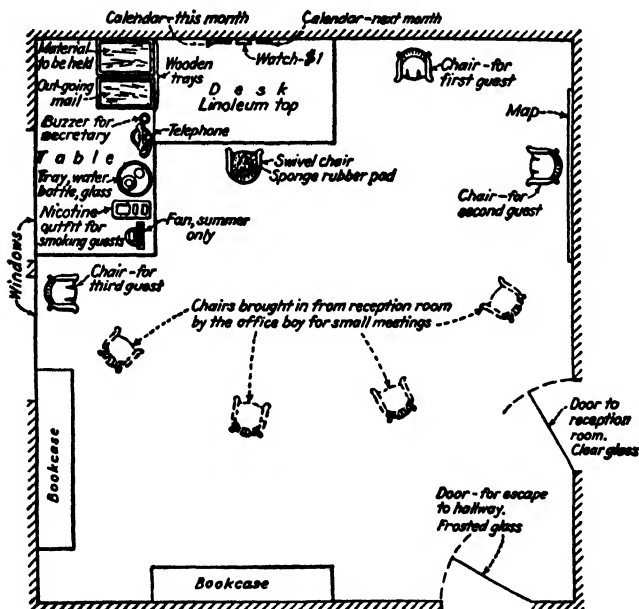 Calendar-this month
Calendar-next month
Watch-$1
Material
to be held
Wooden
trays
Out-going
mail
Desk
Linoleum top
Chair-for
first guest
Map
Buzzer for
secretary
Telephone
Table
Tray, water
bottle, glass
Swivel chair
Sponge rubber pad
Chair-for
second guest
Nicotine
outfit for
smoking guests
Fan, summer
only
Windows
Chair-for
third guest
Chairs brought in from reception room
by the office boy for small meetings
Door to
reception
room.
Clear glass
Bookcase
Door-for escape
to hallway.
Frosted glass
Bookcase